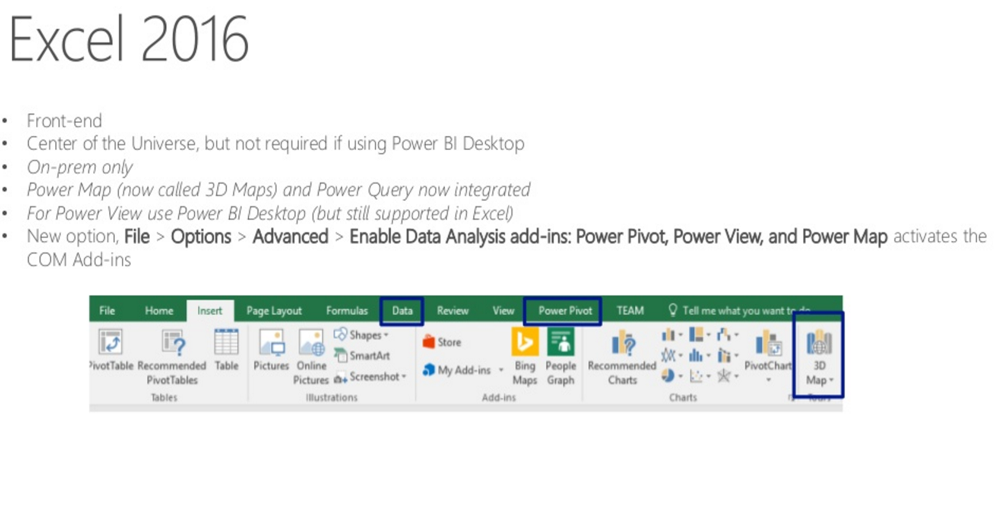 Excel 2016
• Front-end
• Center of the Universe, but not required if using Power BI Desktop
• On-prem only
• Power Map (now called 3D Maps) and Power Query now integrated
• For Power View use Power BI Desktop (but still supported in Excel)
• New option, File > Options > Advanced > Enable Data Analysis add-ins: Power Pivot, Power View, and Power Map activates the
COM Add-ins
File Home Insert Page Layout Formulas Data Review View Power Pivot TEAM Tell me what you want to do
PivotTable Recommended Table Pictures Online Shapes Store Bing People Recommended PivotChart 3D
PivotTables Pictures SmartArt My Add-ins Maps Graph Charts Map
Screenshot
Tables Illustrations Add-ins Charts Tours